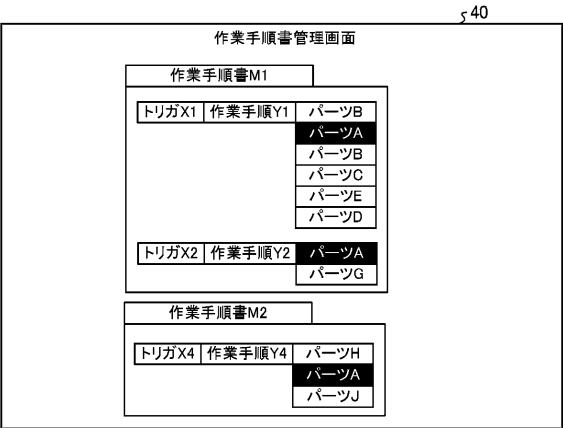 40
作業手順書管理画面
作業手順書M1
トリガX1 作業手順Y1 パーツB
パーツA
パーツB
パーツC
パーツE
パーツD
トリガX2 作業手順Y2 パーツA
パーツG
作業手順書M2
トリガX4 作業手順Y4 パーツH
パーツA
パーツJ